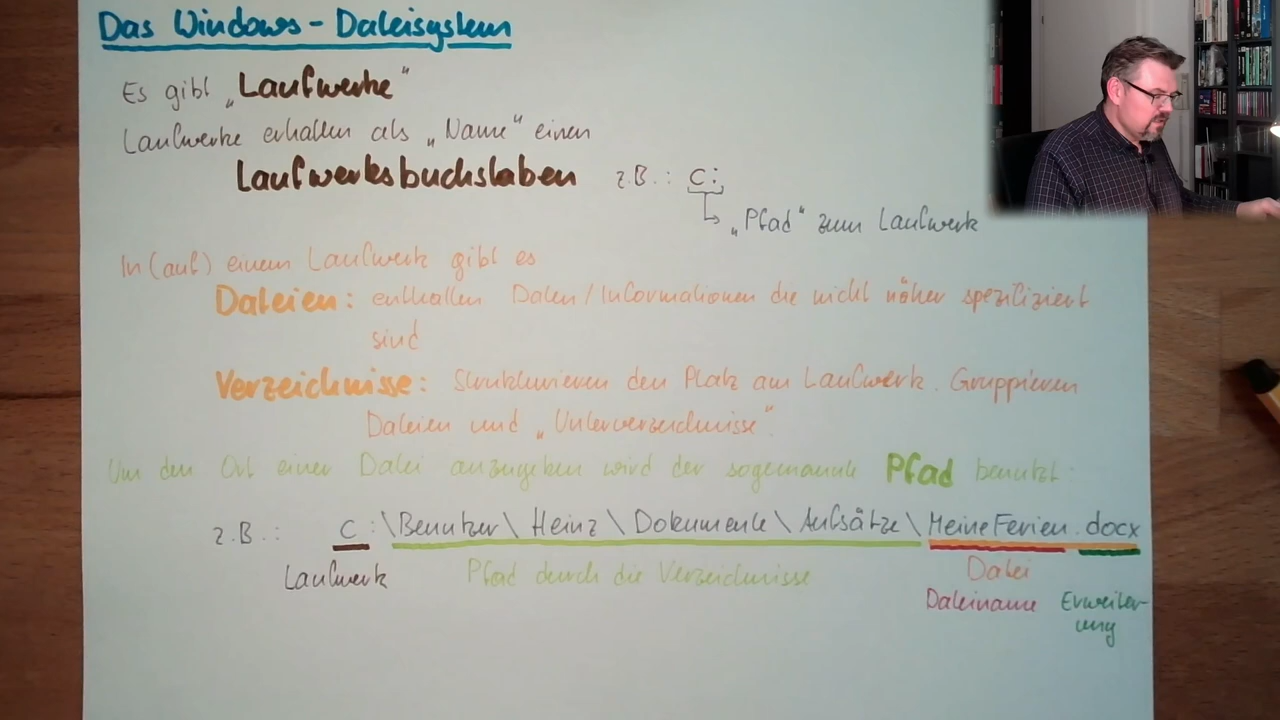 Das Windows-Dateisystem
Es gibt „Laufwerke"
Laufwerke erhalten als „Name" einen
Laufwerksbuchstaben z.B.: C:
„Pfad" zum Laufwerk
In (auf) einem Laufwerk gibt es
Dateien: enthalten Daten/Informationen die nicht näher spezifiziert
sind
Verzeichnisse: Strukturieren den Platz am Laufwerk. Gruppieren
Dateien und „Unterverzeichnisse".
Um den Ort einer Datei anzugeben wird der sogenannte Pfad benutzt:
z.B.: C:\Benutzer\Heinz\Dokumente\Aufsätze\MeineFerien.docx
Laufwerk Pfad durch die Verzeichnisse Datei
Dateiname Erweiter-
ung